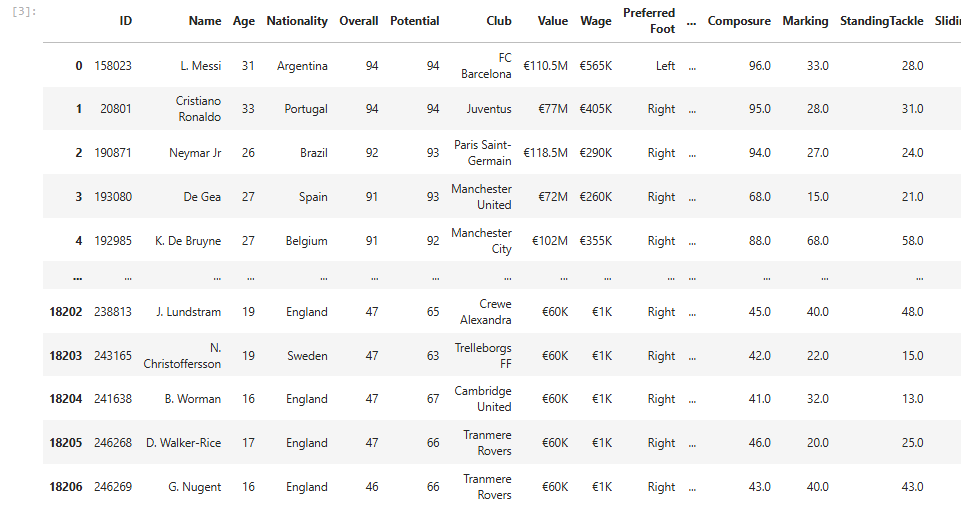 [3]:
ID Name Age Nationality Overall Potential Club Value Wage Preferred Foot ... Composure Marking StandingTackle Slidi
0 158023 L. Messi 31 Argentina 94 94 FC Barcelona €110.5M €565K Left ... 96.0 33.0 28.0
1 20801 Cristiano Ronaldo 33 Portugal 94 94 Juventus €77M €405K Right ... 95.0 28.0 31.0
2 190871 Neymar Jr 26 Brazil 92 93 Paris Saint-Germain €118.5M €290K Right ... 94.0 27.0 24.0
3 193080 De Gea 27 Spain 91 93 Manchester United €72M €260K Right ... 68.0 15.0 21.0
4 192985 K. De Bruyne 27 Belgium 91 92 Manchester City €102M €355K Right ... 88.0 68.0 58.0
... ... ... ... ... ... ... ... ... ... ... ... ... ... ...
18202 238813 J. Lundstram 19 England 47 65 Crewe Alexandra €60K €1K Right ... 45.0 40.0 48.0
18203 243165 N. Christoffersson 19 Sweden 47 63 Trelleborgs FF €60K €1K Right ... 42.0 22.0 15.0
18204 241638 B. Worman 16 England 47 67 Cambridge United €60K €1K Right ... 41.0 32.0 13.0
18205 246268 D. Walker-Rice 17 England 47 66 Tranmere Rovers €60K €1K Right ... 46.0 20.0 25.0
18206 246269 G. Nugent 16 England 46 66 Tranmere Rovers €60K €1K Right ... 43.0 40.0 43.0